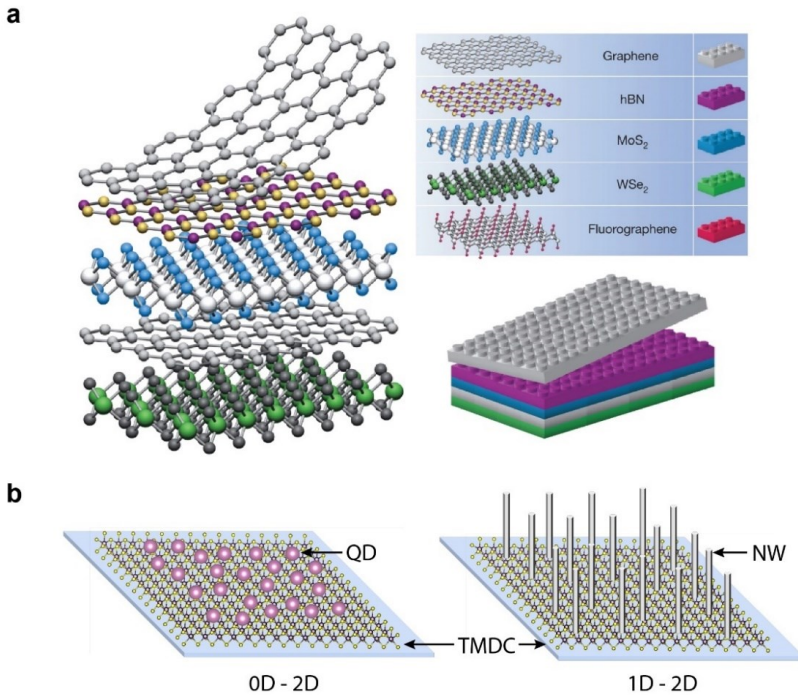 a
Graphene
hBN
MoS₂
WSe₂
Fluorographene
b
QD
NW
TMDC
0D - 2D
1D - 2D